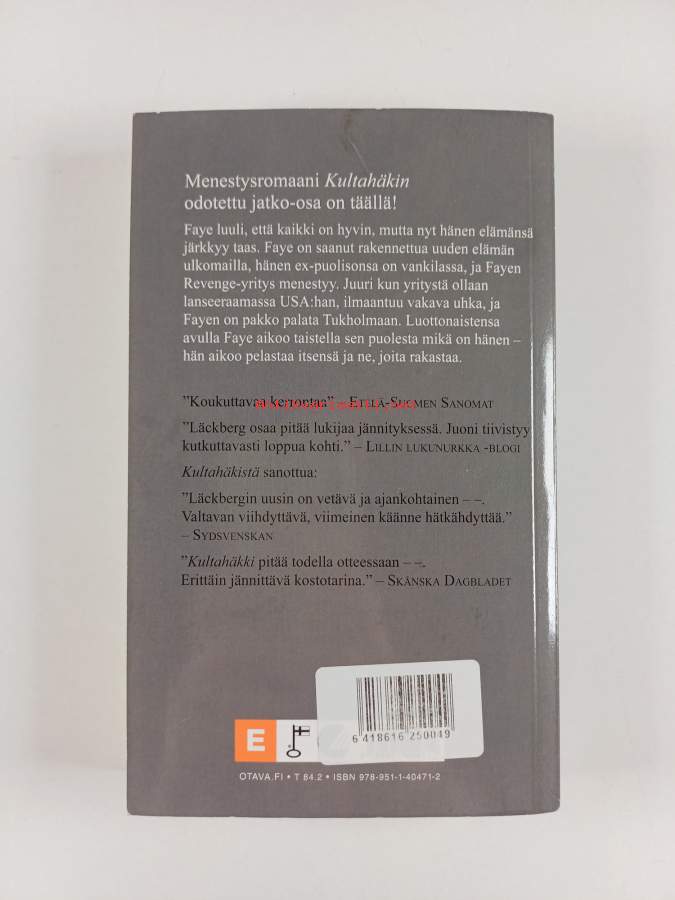 Menestysromaani Kultahäkin
odotettu jatko-osa on täällä!
Faye luuli, että kaikki on hyvin, mutta nyt hänen elämänsä
järkkyy taas. Faye on saanut rakennettua uuden elämän
ulkomailla, hänen ex-puolisonsa on vankilassa, ja Fayen
Revenge-yritys menestyy. Juuri kun yritystä ollaan
lanseeraamassa USA:han, ilmaantuu vakava uhka, ja
Fayen on pakko palata Tukholmaan. Luottonaistensa
avulla Faye aikoo taistella sen puolesta mikä on hänen –
hän aikoo pelastaa itsensä ja ne, joita rakastaa.
”Koukuttavaa kerrontaa” – Etelä-Suomen Sanomat
”Läckberg osaa pitää lukijaa jännityksessä. Juoni tiivistyy
kutkuttavasti loppua kohti.” – Lillin lukunurkka -blogi
Kultahäkistä sanottua:
”Läckbergin uusin on vetävä ja ajankohtainen – –.
Valtavan viihdyttävä, viimeinen käänne hätkähdyttää.”
– Sydsvenskan
”Kultahäkki pitää todella otteessaan – –.
Erittäin jännittävä kostotarina.” – Skånska Dagbladet
6 418616 250049
E
OTAVA.FI • T 84.2 • ISBN 978-951-1-40471-2